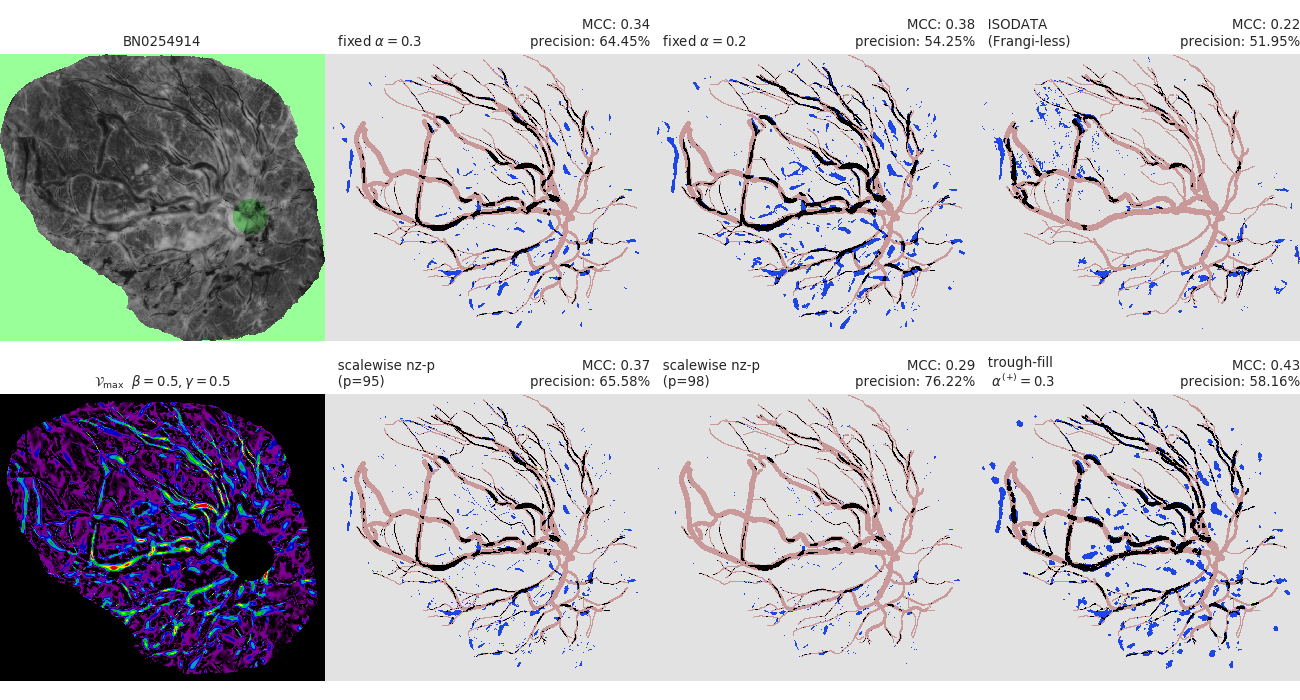 BN0254914
fixed α = 0.3
MCC: 0.34
precision: 64.45%
fixed α = 0.2
MCC: 0.38
precision: 54.25%
ISODATA
(Frangi-less)
MCC: 0.22
precision: 51.95%
𝒱max β = 0.5, γ = 0.5
scalewise nz-p
(p=95)
MCC: 0.37
precision: 65.58%
scalewise nz-p
(p=98)
MCC: 0.29
precision: 76.22%
trough-fill
α(+) = 0.3
MCC: 0.43
precision: 58.16%